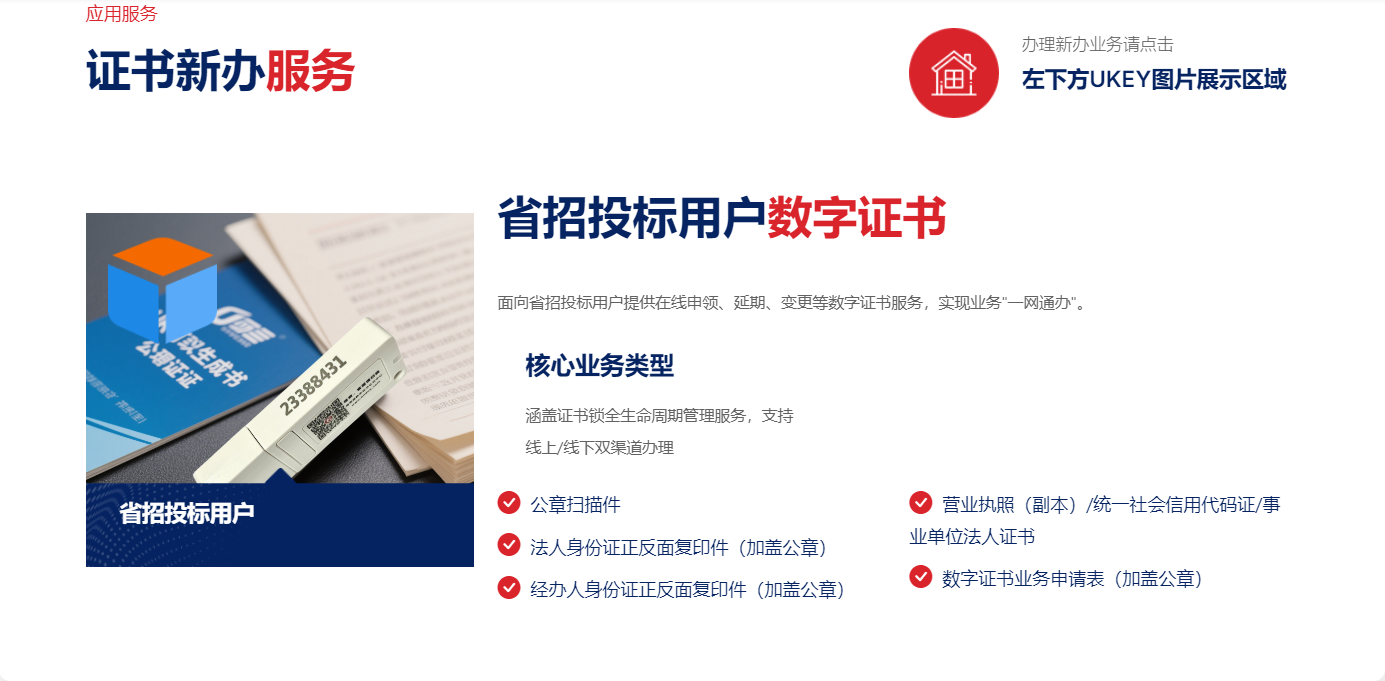 应用服务
证书新办服务
办理新办业务请点击
左下方UKEY图片展示区域
省招投标用户数字证书
面向省招投标用户提供在线申领、延期、变更等数字证书服务，实现业务"一网通办"。
核心业务类型
涵盖证书锁全生命周期管理服务，支持
线上/线下双渠道办理
23388431
省招投标用户
公章扫描件
法人身份证正反面复印件（加盖公章）
经办人身份证正反面复印件（加盖公章）
营业执照（副本）/统一社会信用代码证/事
业单位法人证书
数字证书业务申请表（加盖公章）